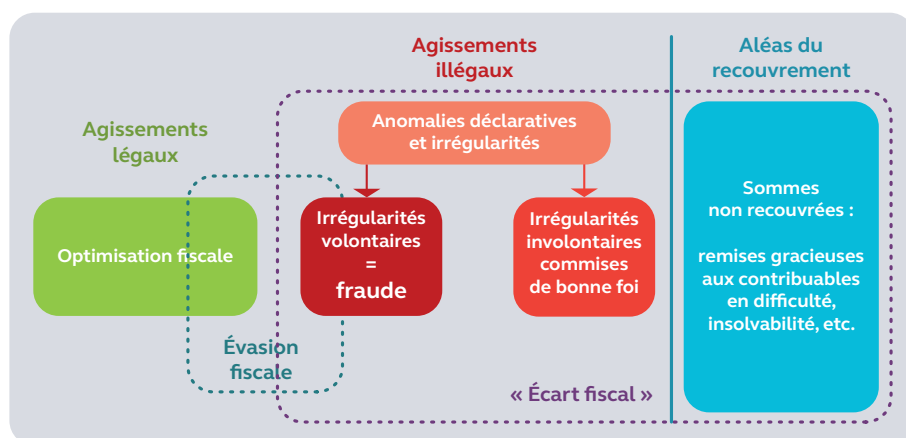 Agissements
illégaux
Aléas du
recouvrement
Agissements
légaux
Anomalies déclaratives
et irrégularités
Optimisation fiscale
Irrégularités
volontaires
=
fraude
Irrégularités
involontaires
commises
de bonne foi
Sommes
non recouvrées :
remises gracieuses
aux contribuables
en difficulté,
insolvabilité, etc.
Évasion
fiscale
« Écart fiscal »